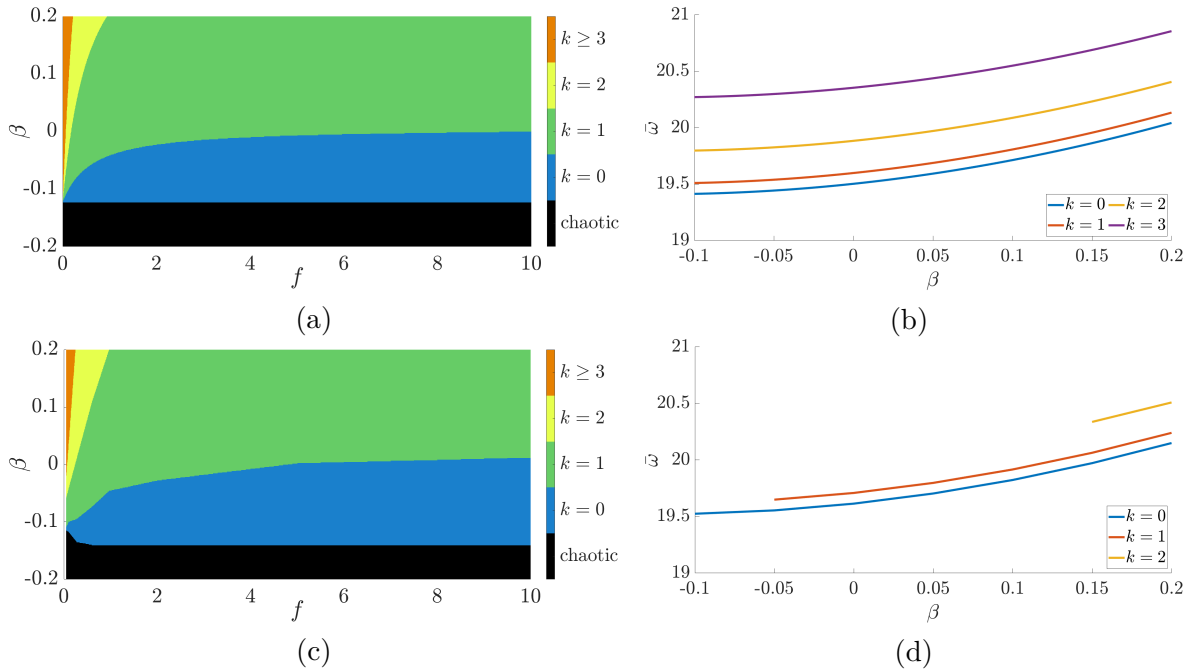 0.2
0.1
0
-0.1
-0.2
β
0 2 4 6 8 10
f
k ≥ 3
k = 2
k = 1
k = 0
chaotic
(a)
21
20.5
20
19.5
19
ω̄
-0.1 -0.05 0 0.05 0.1 0.15 0.2
β
k = 0 k = 2
k = 1 k = 3
(b)
0.2
0.1
0
-0.1
-0.2
β
0 2 4 6 8 10
f
k ≥ 3
k = 2
k = 1
k = 0
chaotic
(c)
21
20.5
20
19.5
19
ω̄
-0.1 -0.05 0 0.05 0.1 0.15 0.2
β
k = 0
k = 1
k = 2
(d)